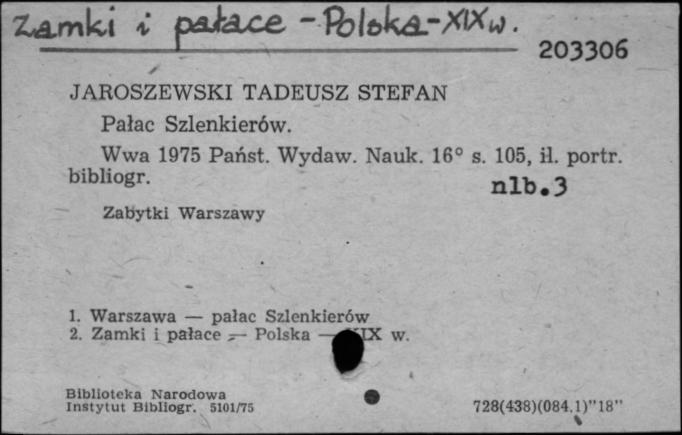 Zamki i pałace - Polska - XIX w.
203306
JAROSZEWSKI TADEUSZ STEFAN
Pałac Szlenkierów.
Wwa 1975 Państ. Wydaw. Nauk. 16° s. 105, il. portr.
bibliogr.
nlb.3
Zabytki Warszawy
1. Warszawa — pałac Szlenkierów
2. Zamki i pałace — Polska — XIX w.
Biblioteka Narodowa
Instytut Bibliogr. 5101/75
728(438)(084.1)"18"